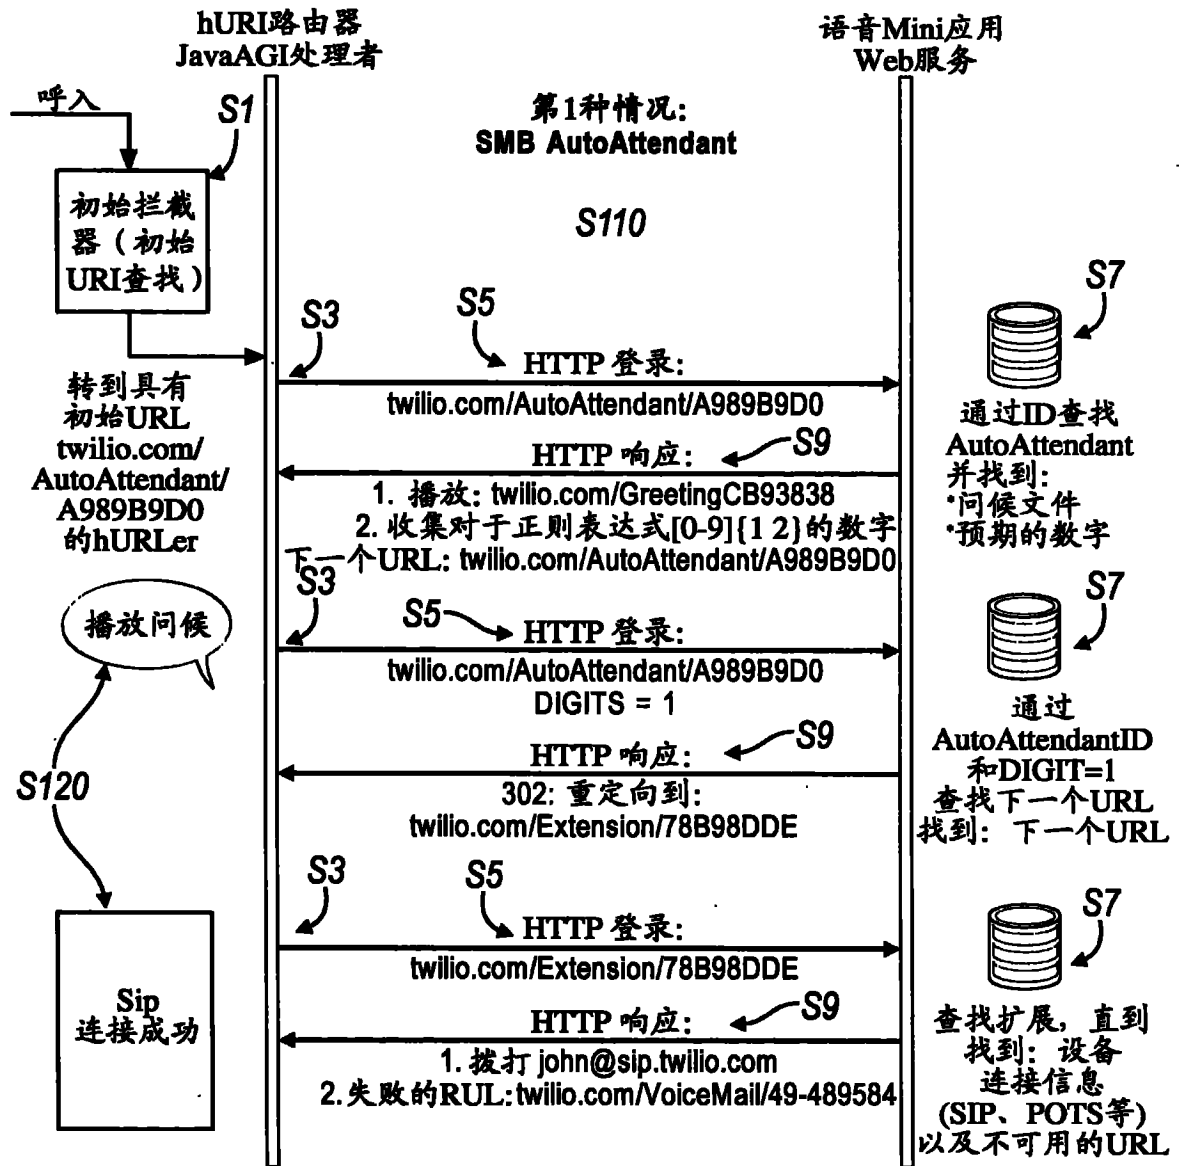 hURI路由器
JavaAGI处理者
语音Mini应用
Web服务
呼入
S1
第1种情况:
SMB AutoAttendant
初始拦截
器（初始
URI查找）
S110
S3
S5
S7
HTTP 登录:
twilio.com/AutoAttendant/A989B9D0
转到具有
初始URL
twilio.com/
AutoAttendant/
A989B9D0
的hURLer
通过ID查找
AutoAttendant
并找到:
*问候文件
*预期的数字
HTTP 响应:
S9
1. 播放: twilio.com/GreetingCB93838
2. 收集对于正则表达式[0-9]{1 2}的数字
下一个URL: twilio.com/AutoAttendant/A989B9D0
S3
S5
S7
播放问候
HTTP 登录:
twilio.com/AutoAttendant/A989B9D0
DIGITS = 1
通过
AutoAttendantID
和DIGIT=1
查找下一个URL
找到: 下一个URL
HTTP 响应:
S9
S120
302: 重定向到:
twilio.com/Extension/78B98DDE
S3
S5
S7
HTTP 登录:
twilio.com/Extension/78B98DDE
Sip
连接成功
HTTP 响应:
S9
1. 拨打 john@sip.twilio.com
2.失败的RUL:twilio.com/VoiceMail/49-489584
查找扩展，直到
找到: 设备
连接信息
(SIP、POTS等)
以及不可用的URL